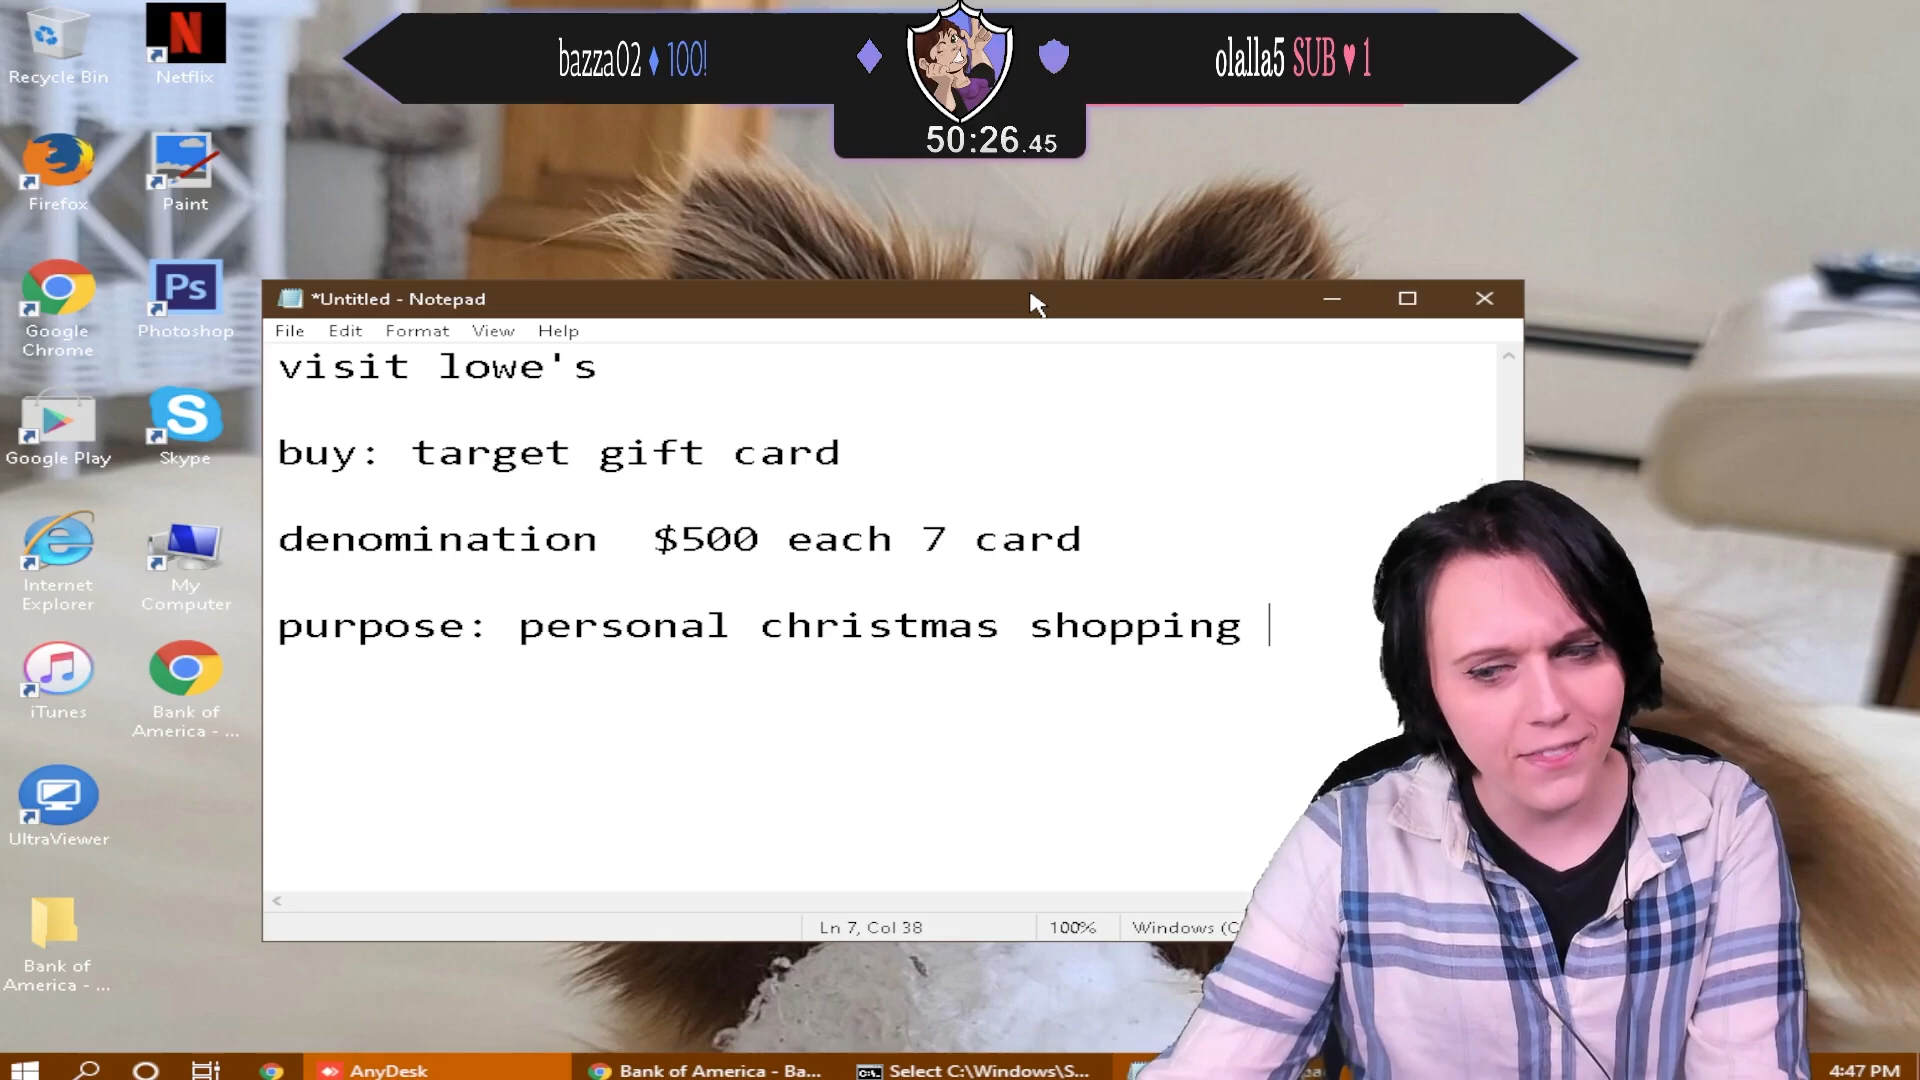 bazza02 ♦ 100!
olalla5 SUB ♥ 1
50:26.45
Recycle Bin
Netflix
Firefox
Paint
Google Chrome
Ps
Photoshop
Google Play
Skype
Internet Explorer
My Computer
iTunes
Bank of America - ...
UltraViewer
Bank of America - ...
*Untitled - Notepad
File Edit Format View Help
visit lowe's
buy: target gift card
denomination $500 each 7 card
purpose: personal christmas shopping
Ln 7, Col 38
100%
Windows (C
AnyDesk
Bank of America - Ba...
Select C:\Windows\S...
4:47 PM